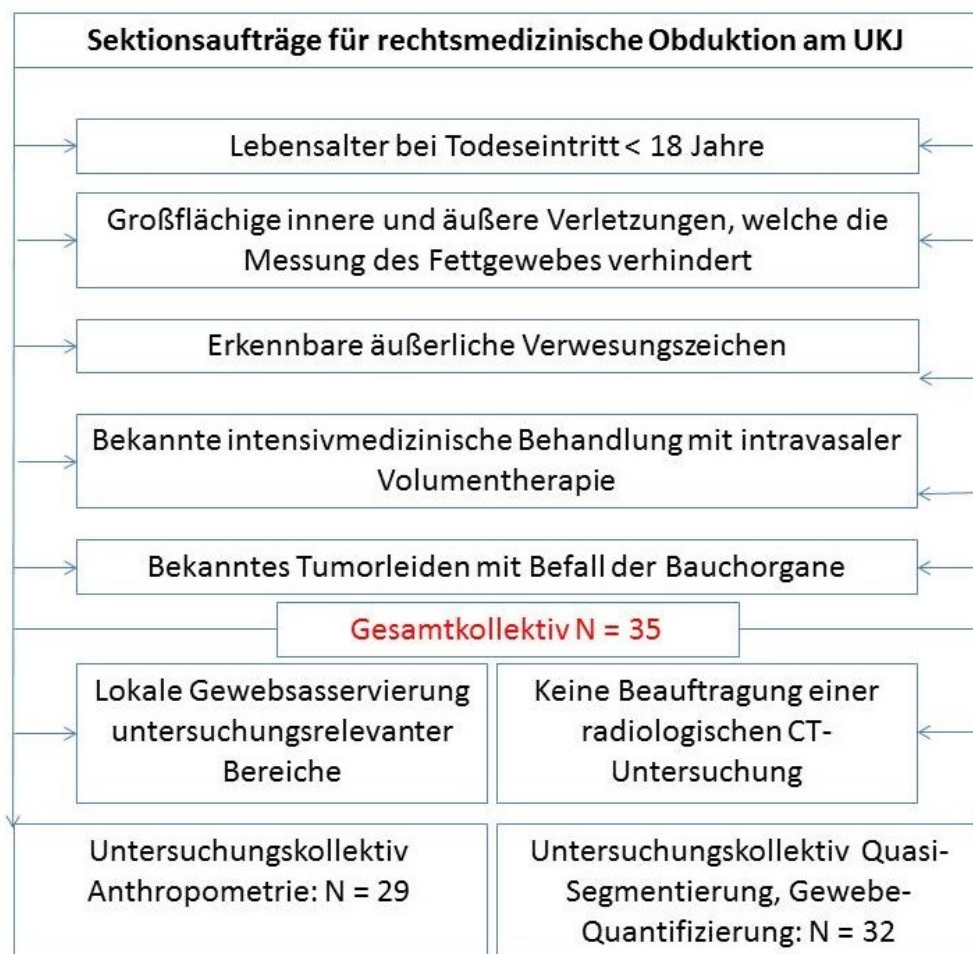 Sektionsaufträge für rechtsmedizinische Obduktion am UKJ
Lebensalter bei Todeseintritt < 18 Jahre
Großflächige innere und äußere Verletzungen, welche die
Messung des Fettgewebes verhindert
Erkennbare äußerliche Verwesungszeichen
Bekannte intensivmedizinische Behandlung mit intravasaler
Volumentherapie
Bekanntes Tumorleiden mit Befall der Bauchorgane
Gesamtkollektiv N = 35
Lokale Gewebsasservierung
untersuchungsrelevanter
Bereiche
Keine Beauftragung einer
radiologischen CT-
Untersuchung
Untersuchungskollektiv
Anthropometrie: N = 29
Untersuchungskollektiv Quasi-
Segmentierung, Gewebe-
Quantifizierung: N = 32